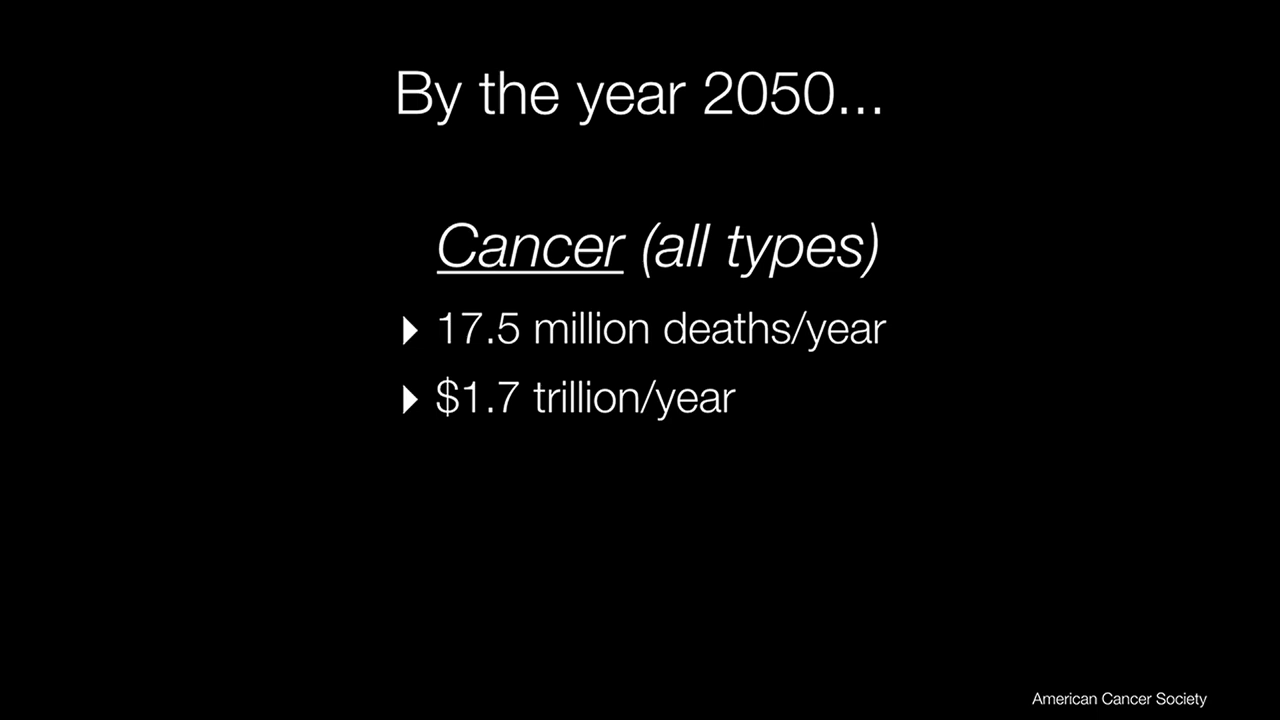 By the year 2050...
Cancer (all types)
17.5 million deaths/year
$1.7 trillion/year
American Cancer Society